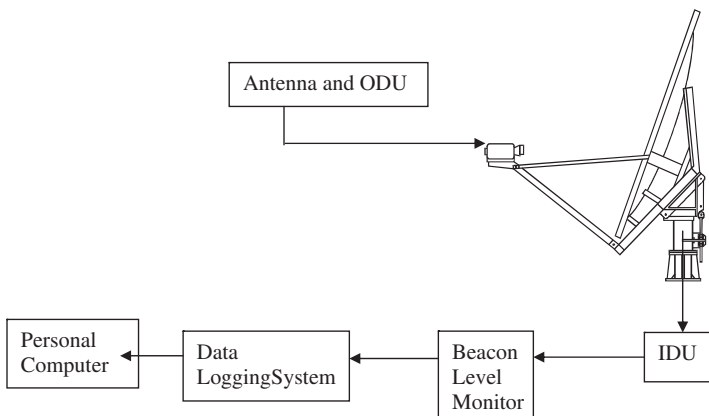 Antenna and ODU
Personal
Computer
Data
LoggingSystem
Beacon
Level
Monitor
IDU